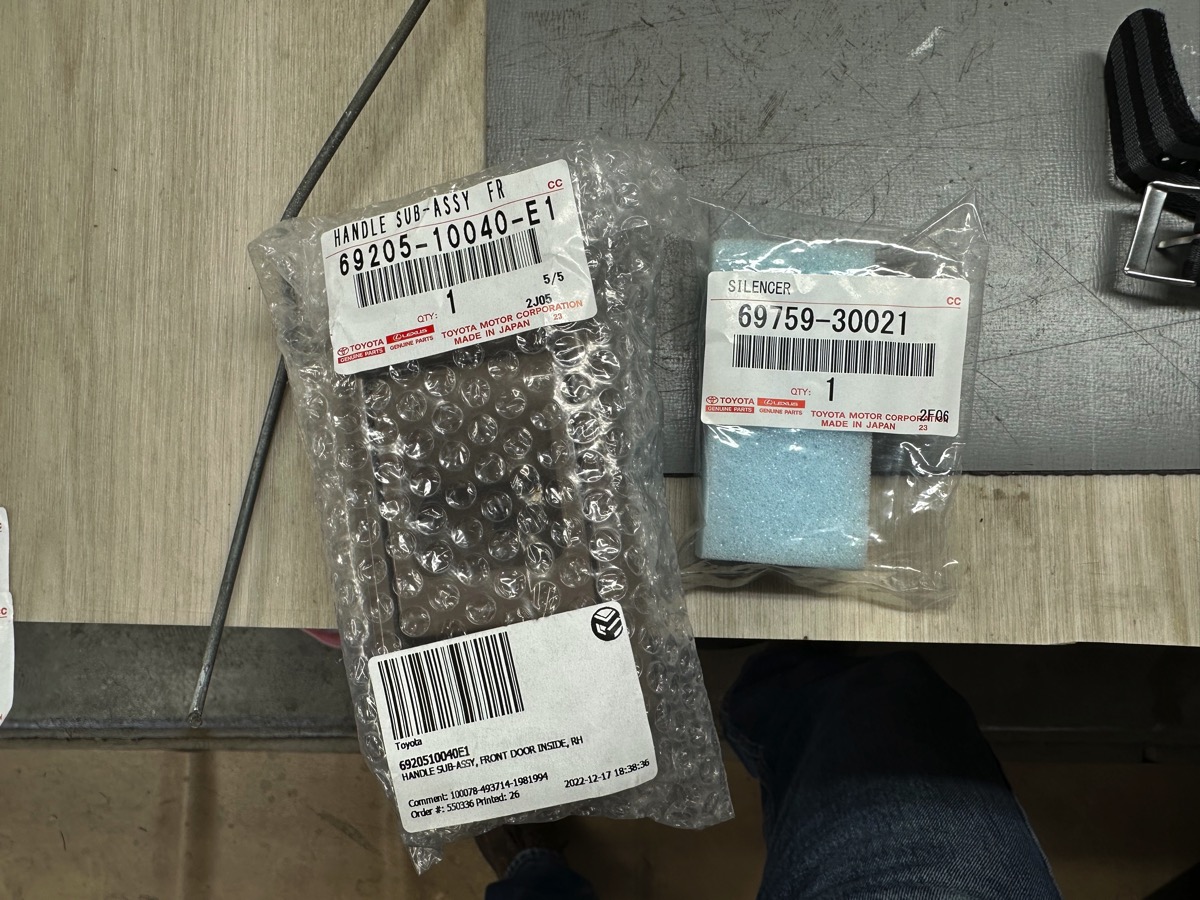 HANDLE SUB-ASSY FR
CC
69205-10040-E1
5/5
QTY: 1
2J05
TOYOTA
GENUINE PARTS
LEXUS
GENUINE PARTS
TOYOTA MOTOR CORPORATION
MADE IN JAPAN 23
Toyota
6920510040E1
HANDLE SUB-ASSY, FRONT DOOR INSIDE, RH
Comment: 100078-493714-1981994
2022-12-17 18:38:36
Order #: 550336 Printed: 26
SILENCER
CC
69759-30021
QTY: 1
TOYOTA
GENUINE PARTS
LEXUS
GENUINE PARTS
TOYOTA MOTOR CORPORATION
2F06
MADE IN JAPAN 23
CC